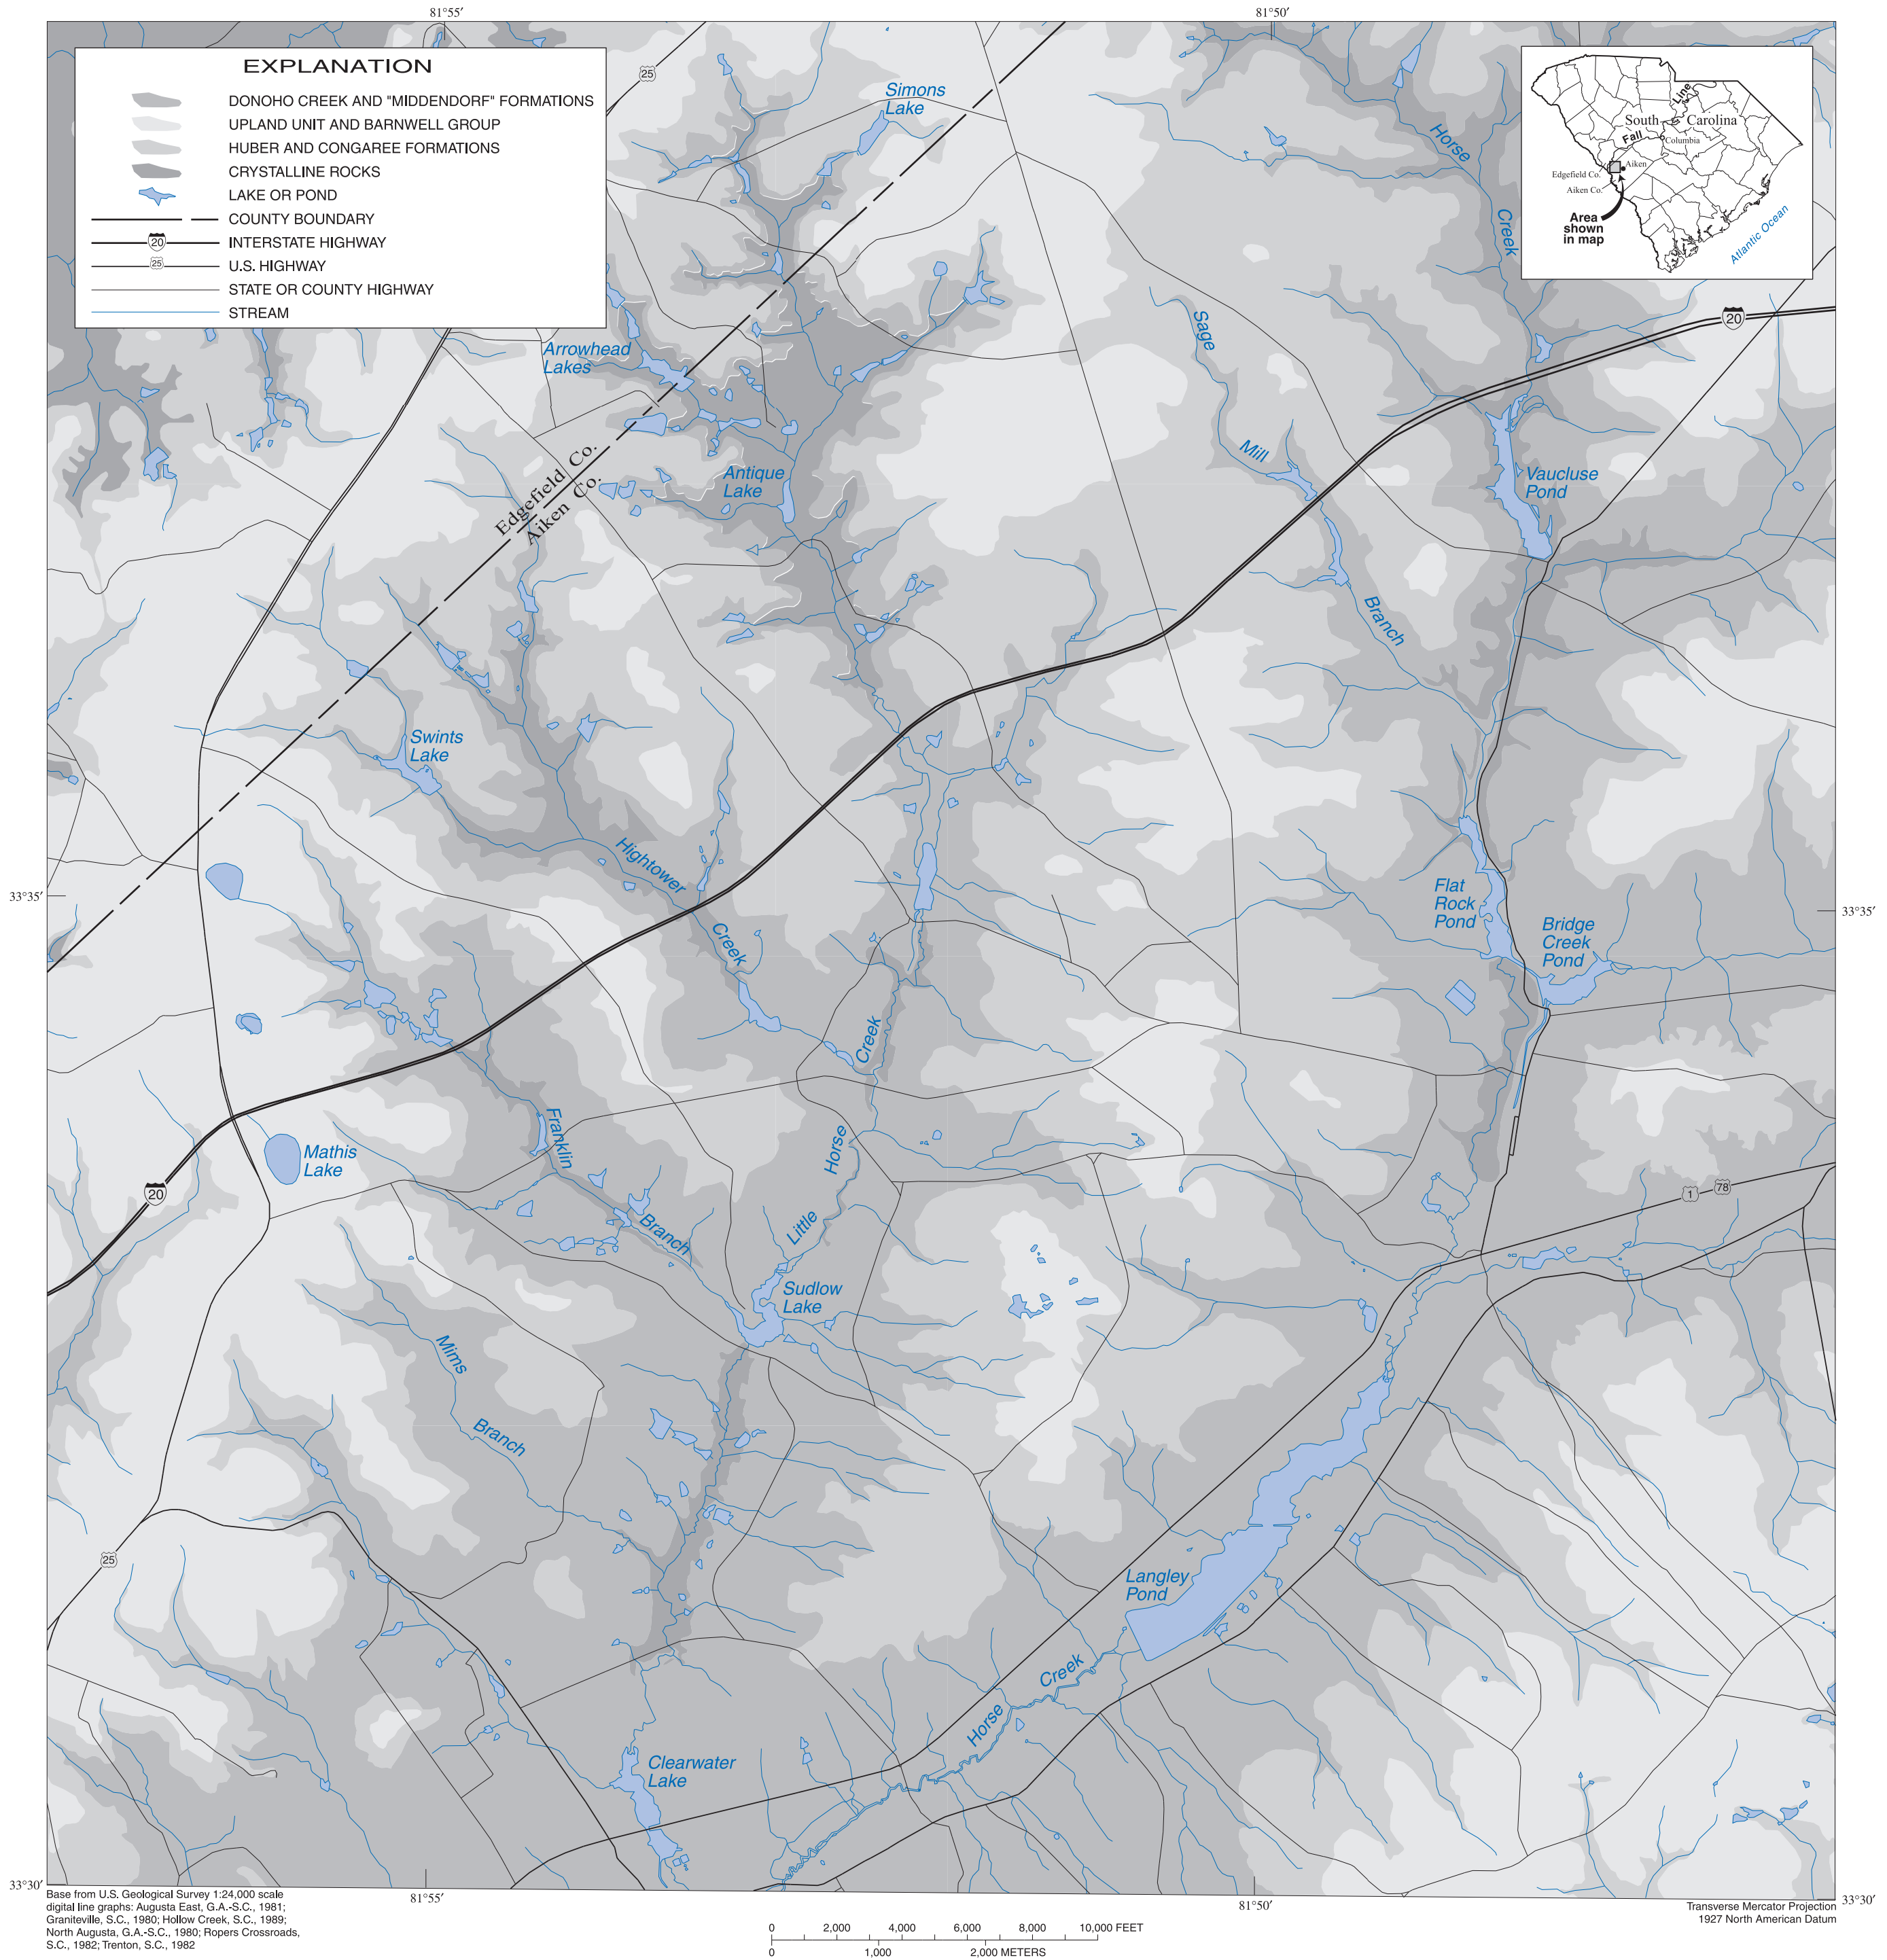 81°55′
81°50′
EXPLANATION
DONOHO CREEK AND "MIDDENDORF" FORMATIONS
UPLAND UNIT AND BARNWELL GROUP
HUBER AND CONGAREE FORMATIONS
CRYSTALLINE ROCKS
LAKE OR POND
COUNTY BOUNDARY
20
INTERSTATE HIGHWAY
25
U.S. HIGHWAY
STATE OR COUNTY HIGHWAY
STREAM
25
Simons
Lake
Horse
Creek
Line
South
Carolina
Fall
Columbia
Aiken
Edgefield Co.
Aiken Co.
Area
shown
in map
Atlantic Ocean
20
Sage
Mill
Branch
Arrowhead
Lakes
Antique
Lake
Vaucluse
Pond
Edgefield Co.
Aiken Co.
Swints
Lake
Hightower
Creek
33°35′
33°35′
Flat
Rock
Pond
Bridge
Creek
Pond
Creek
Horse
Little
Franklin
Branch
Mathis
Lake
20
1
78
Sudlow
Lake
Mims
Branch
25
Langley
Pond
Creek
Horse
Clearwater
Lake
33°30′
33°30′
81°55′
81°50′
Base from U.S. Geological Survey 1:24,000 scale
digital line graphs: Augusta East, G.A.-S.C., 1981;
Graniteville, S.C., 1980; Hollow Creek, S.C., 1989;
North Augusta, G.A.-S.C., 1980; Ropers Crossroads,
S.C., 1982; Trenton, S.C., 1982
0 2,000 4,000 6,000 8,000 10,000 FEET
0 1,000 2,000 METERS
Transverse Mercator Projection
1927 North American Datum